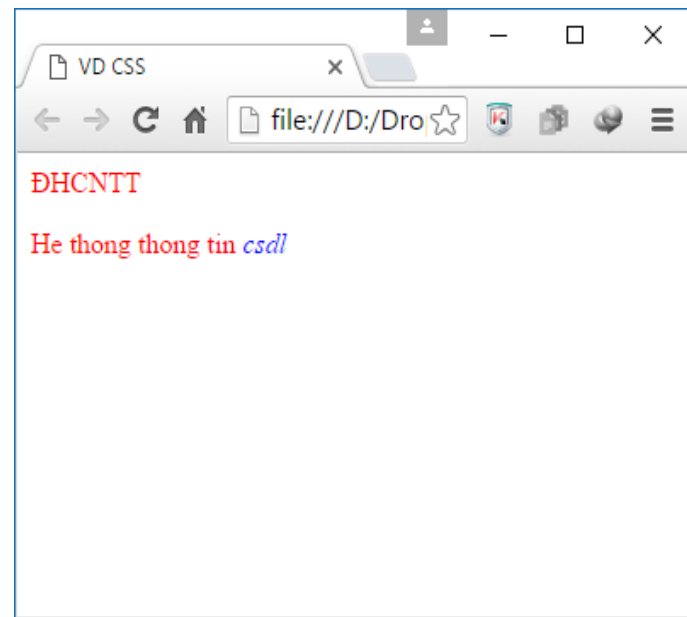 VD CSS
file:///D:/Dro
ĐHCNTT
He thong thong tin csdl